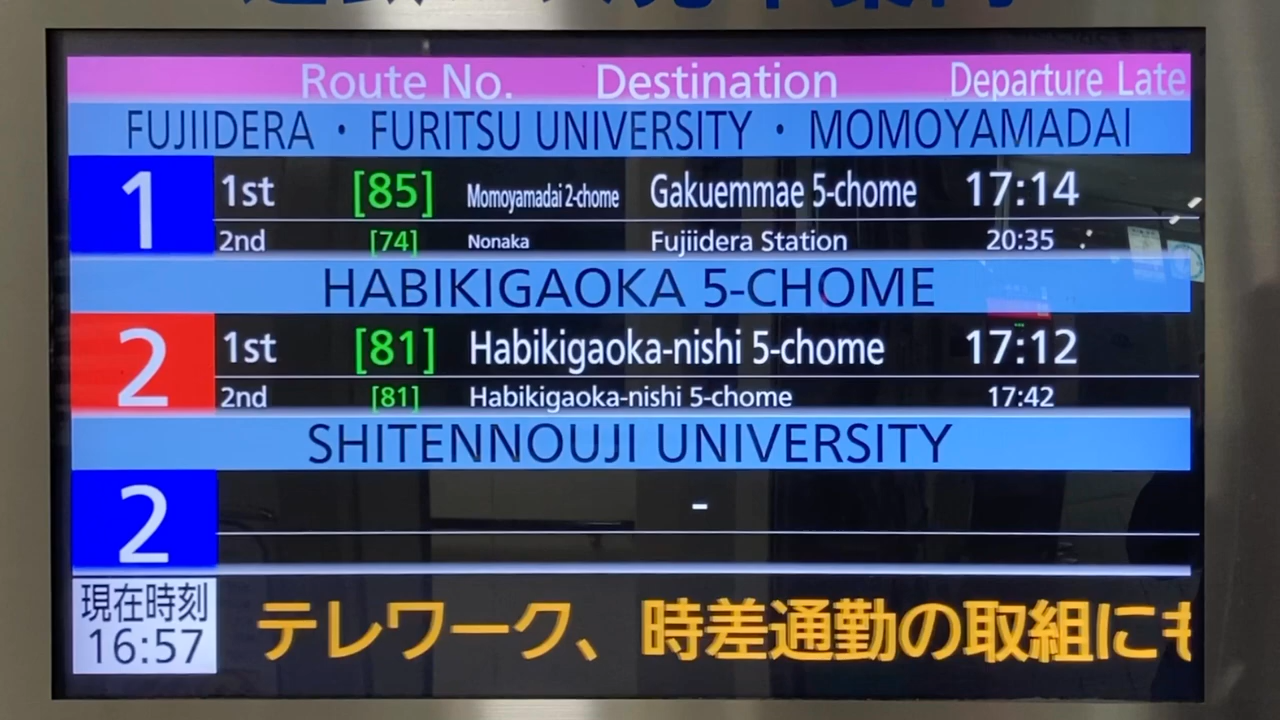 Route No. Destination Departure Late
FUJIIDERA・FURITSU UNIVERSITY・MOMOYAMADAI
1 1st [85] Momoyamadai 2-chome Gakuemmae 5-chome 17:14
2nd [74] Nonaka Fujiidera Station 20:35
HABIKIGAOKA 5-CHOME
2 1st [81] Habikigaoka-nishi 5-chome 17:12
2nd [81] Habikigaoka-nishi 5-chome 17:42
SHITENNOUJI UNIVERSITY
2 -
現在時刻
16:57
テレワーク、時差通勤の取組にも